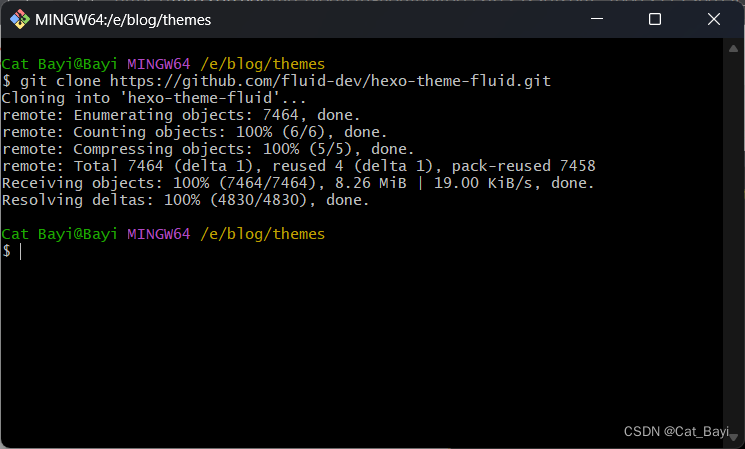 MINGW64:/e/blog/themes
Cat Bayi@Bayi MINGW64 /e/blog/themes
$ git clone https://github.com/fluid-dev/hexo-theme-fluid.git
Cloning into 'hexo-theme-fluid'...
remote: Enumerating objects: 7464, done.
remote: Counting objects: 100% (6/6), done.
remote: Compressing objects: 100% (5/5), done.
remote: Total 7464 (delta 1), reused 4 (delta 1), pack-reused 7458
Receiving objects: 100% (7464/7464), 8.26 MiB | 19.00 KiB/s, done.
Resolving deltas: 100% (4830/4830), done.
Cat Bayi@Bayi MINGW64 /e/blog/themes
$
CSDN @Cat_Bayi